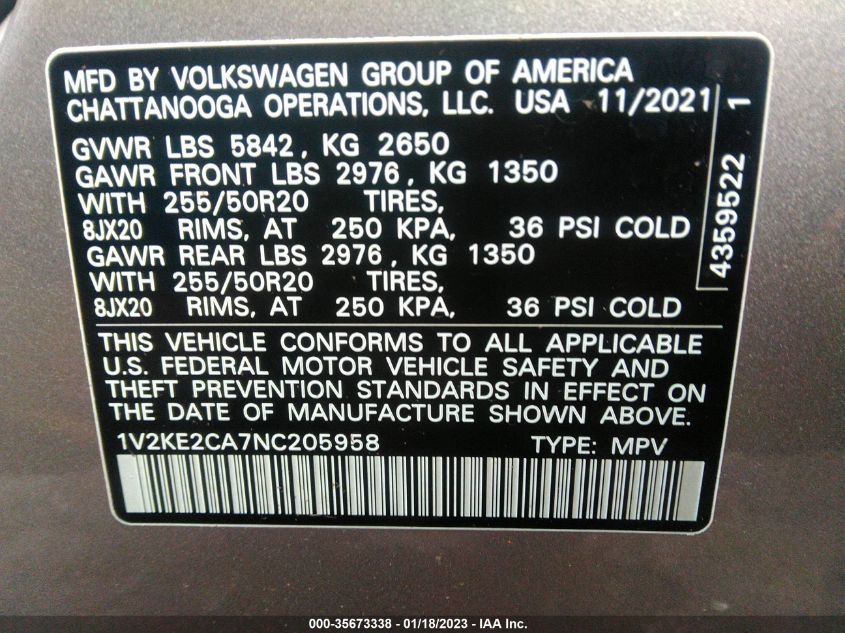 MFD BY VOLKSWAGEN GROUP OF AMERICA
CHATTANOOGA OPERATIONS, LLC. USA 11/2021
GVWR LBS 5842, KG 2650
GAWR FRONT LBS 2976, KG 1350
WITH 255/50R20 TIRES,
8JX20 RIMS, AT 250 KPA, 36 PSI COLD
GAWR REAR LBS 2976, KG 1350
WITH 255/50R20 TIRES,
8JX20 RIMS, AT 250 KPA, 36 PSI COLD
4359522 1
THIS VEHICLE CONFORMS TO ALL APPLICABLE
U.S. FEDERAL MOTOR VEHICLE SAFETY AND
THEFT PREVENTION STANDARDS IN EFFECT ON
THE DATE OF MANUFACTURE SHOWN ABOVE.
1V2KE2CA7NC205958 TYPE: MPV
000-35673338 - 01/18/2023 - IAA Inc.